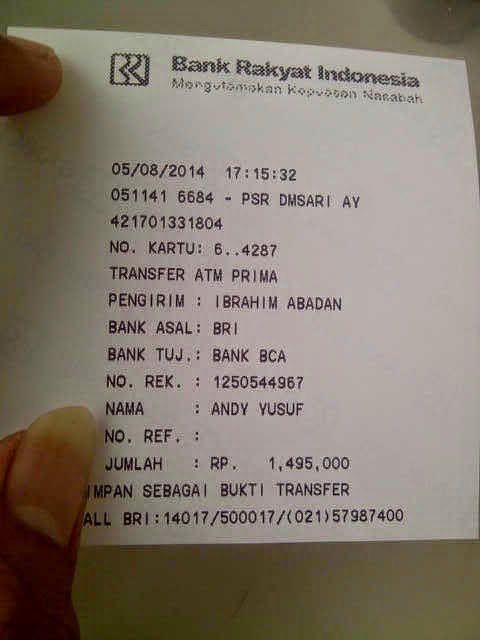 Bank Rakyat Indonesia
Mengutamakan Kepuasan Nasabah
05/08/2014 17:15:32
051141 6684 - PSR DMSARI AY
421701331804
NO. KARTU: 6..4287
TRANSFER ATM PRIMA
PENGIRIM : IBRAHIM ABADAN
BANK ASAL: BRI
BANK TUJ.: BANK BCA
NO. REK. : 1250544967
NAMA : ANDY YUSUF
NO. REF. :
JUMLAH : RP. 1,495,000
IMPAN SEBAGAI BUKTI TRANSFER
ALL BRI:14017/500017/(021)57987400